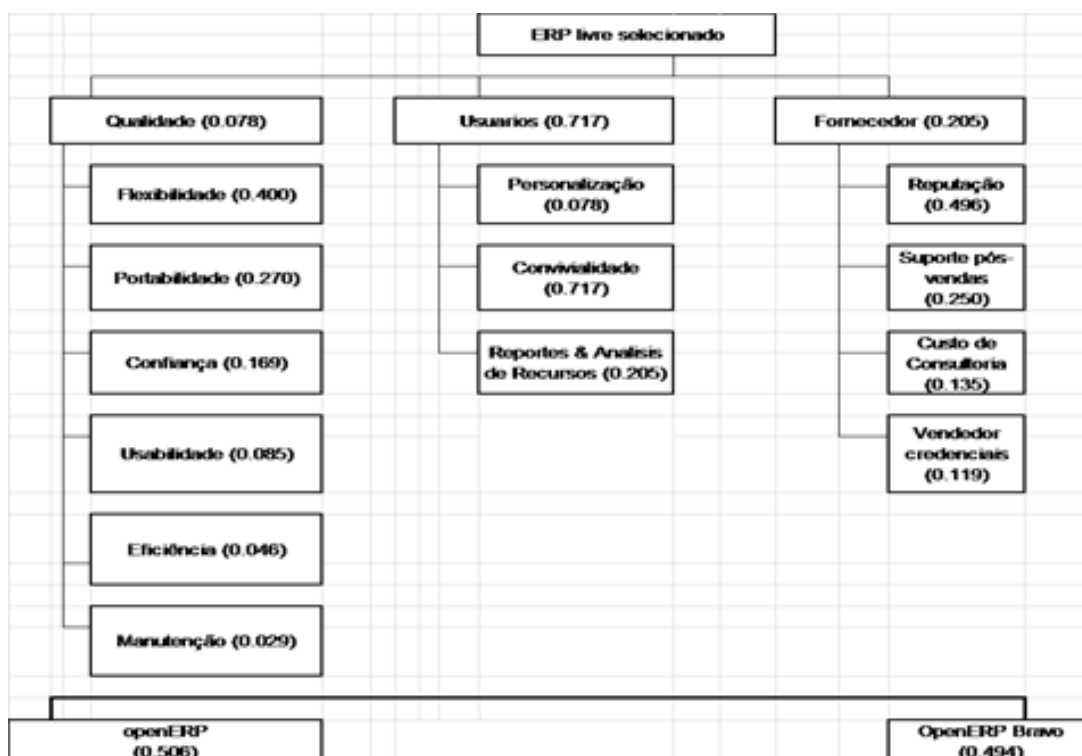 ERP livre selecionado
Qualidade (0.078)
Usuarios (0.717)
Fornecedor (0.205)
Flexibilidade (0.400)
Portabilidade (0.270)
Confiança (0.169)
Usabilidade (0.085)
Eficiência (0.046)
Manutenção (0.029)
Personalização
(0.078)
Convivialidade
(0.717)
Reportes & Analisis
de Recursos (0.205)
Reputação
(0.496)
Suporte pós-
vendas
(0.250)
Custo de
Consultoria
(0.135)
Vendedor
credenciais
(0.119)
openERP
(0.506)
OpenERP Bravo
(0.494)